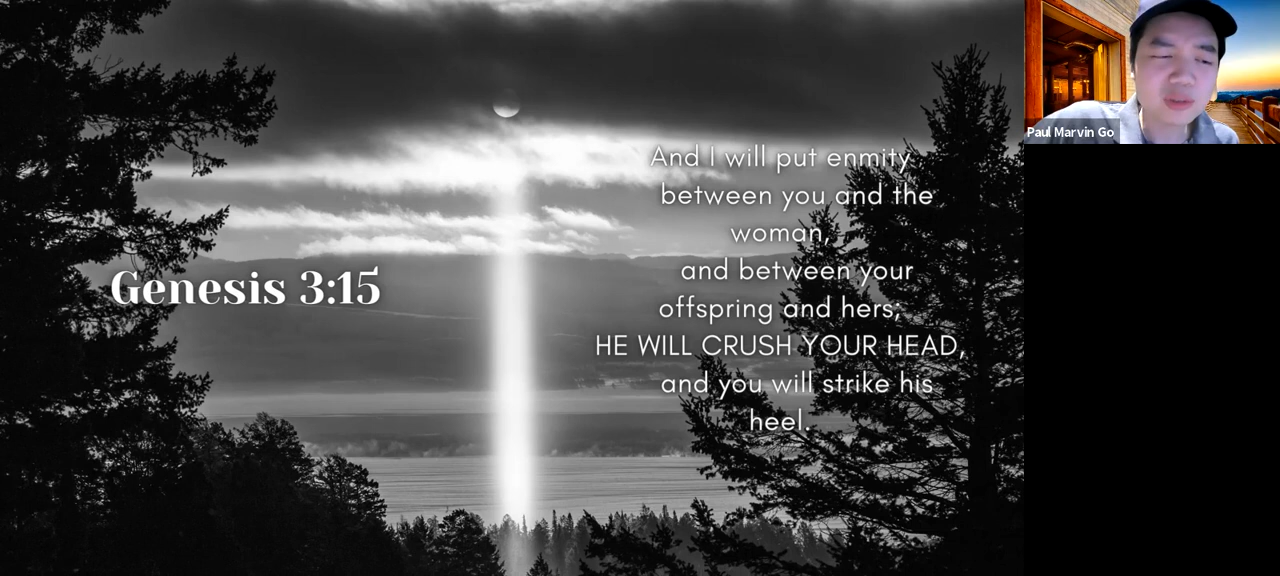 Genesis 3:15
And I will put enmity
between you and the
woman,
and between your
offspring and hers;
HE WILL CRUSH YOUR HEAD,
and you will strike his
heel.
Paul Marvin Go